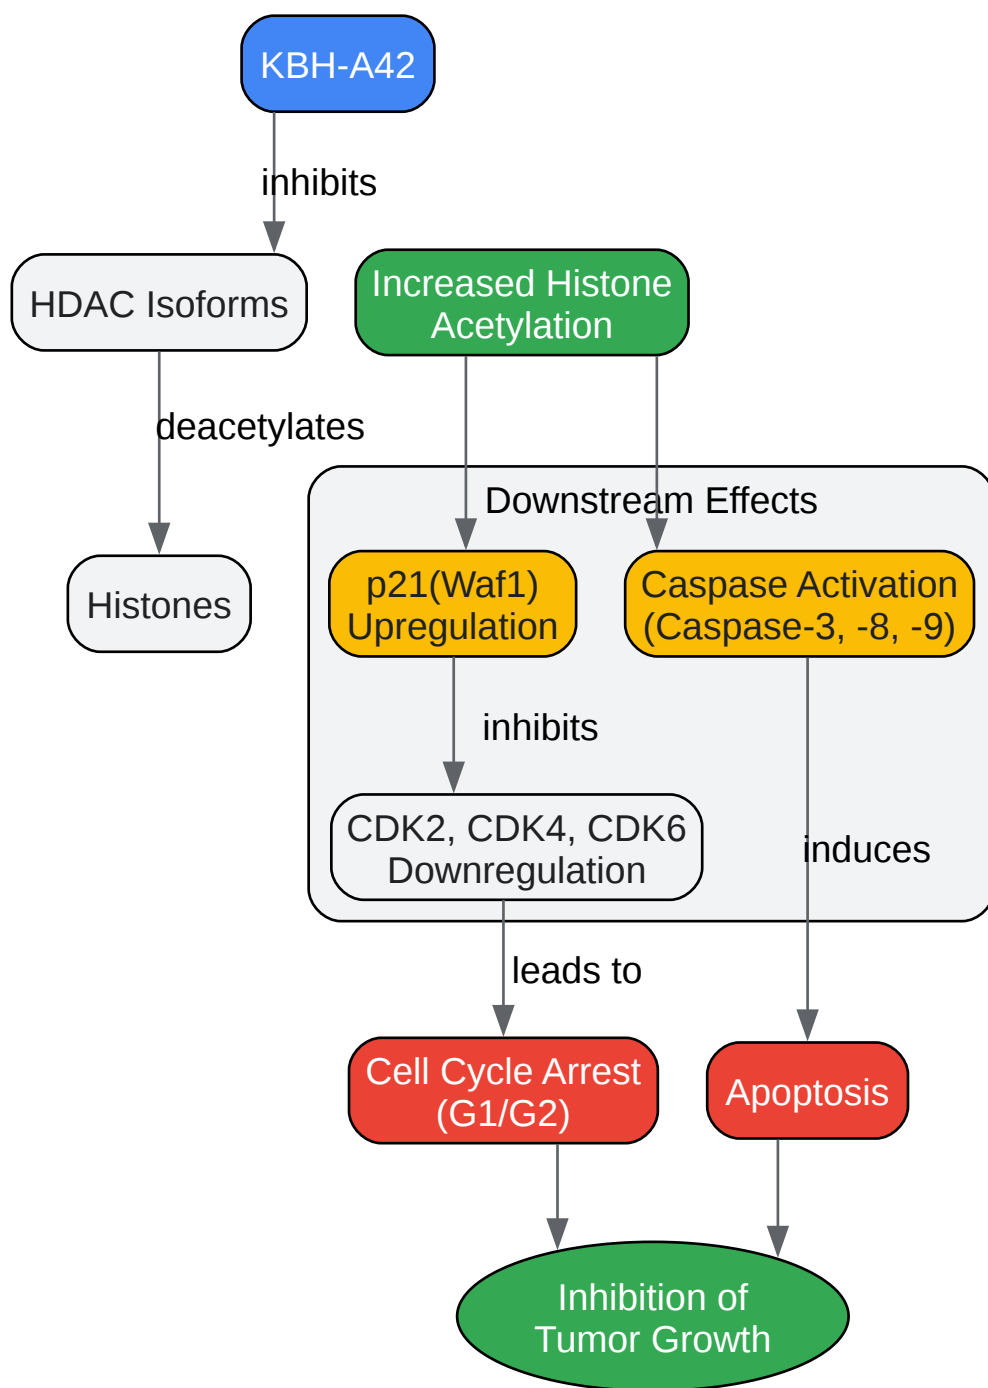 KBH-A42
inhibits
HDAC Isoforms
Increased Histone
Acetylation
deacetylates
Downstream Effects
Histones
p21(Waf1)
Upregulation
Caspase Activation
(Caspase-3, -8, -9)
inhibits
CDK2, CDK4, CDK6
Downregulation
induces
leads to
Cell Cycle Arrest
(G1/G2)
Apoptosis
Inhibition of
Tumor Growth